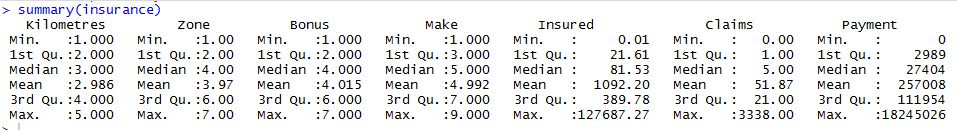 > summary(insurance)
Kilometres Zone Bonus Make Insured Claims Payment
Min. :1.000 Min. :1.00 Min. :1.000 Min. :1.000 Min. : 0.01 Min. : 0.00 Min. : 0
1st Qu.:2.000 1st Qu.:2.00 1st Qu.:2.000 1st Qu.:3.000 1st Qu.: 21.61 1st Qu.: 1.00 1st Qu.: 2989
Median :3.000 Median :4.00 Median :4.000 Median :5.000 Median : 81.53 Median : 5.00 Median : 27404
Mean :2.986 Mean :3.97 Mean :4.015 Mean :4.992 Mean : 1092.20 Mean : 51.87 Mean : 257008
3rd Qu.:4.000 3rd Qu.:6.00 3rd Qu.:6.000 3rd Qu.:7.000 3rd Qu.: 389.78 3rd Qu.: 21.00 3rd Qu.: 111954
Max. :5.000 Max. :7.00 Max. :7.000 Max. :9.000 Max. :127687.27 Max. :3338.00 Max. :18245026
>